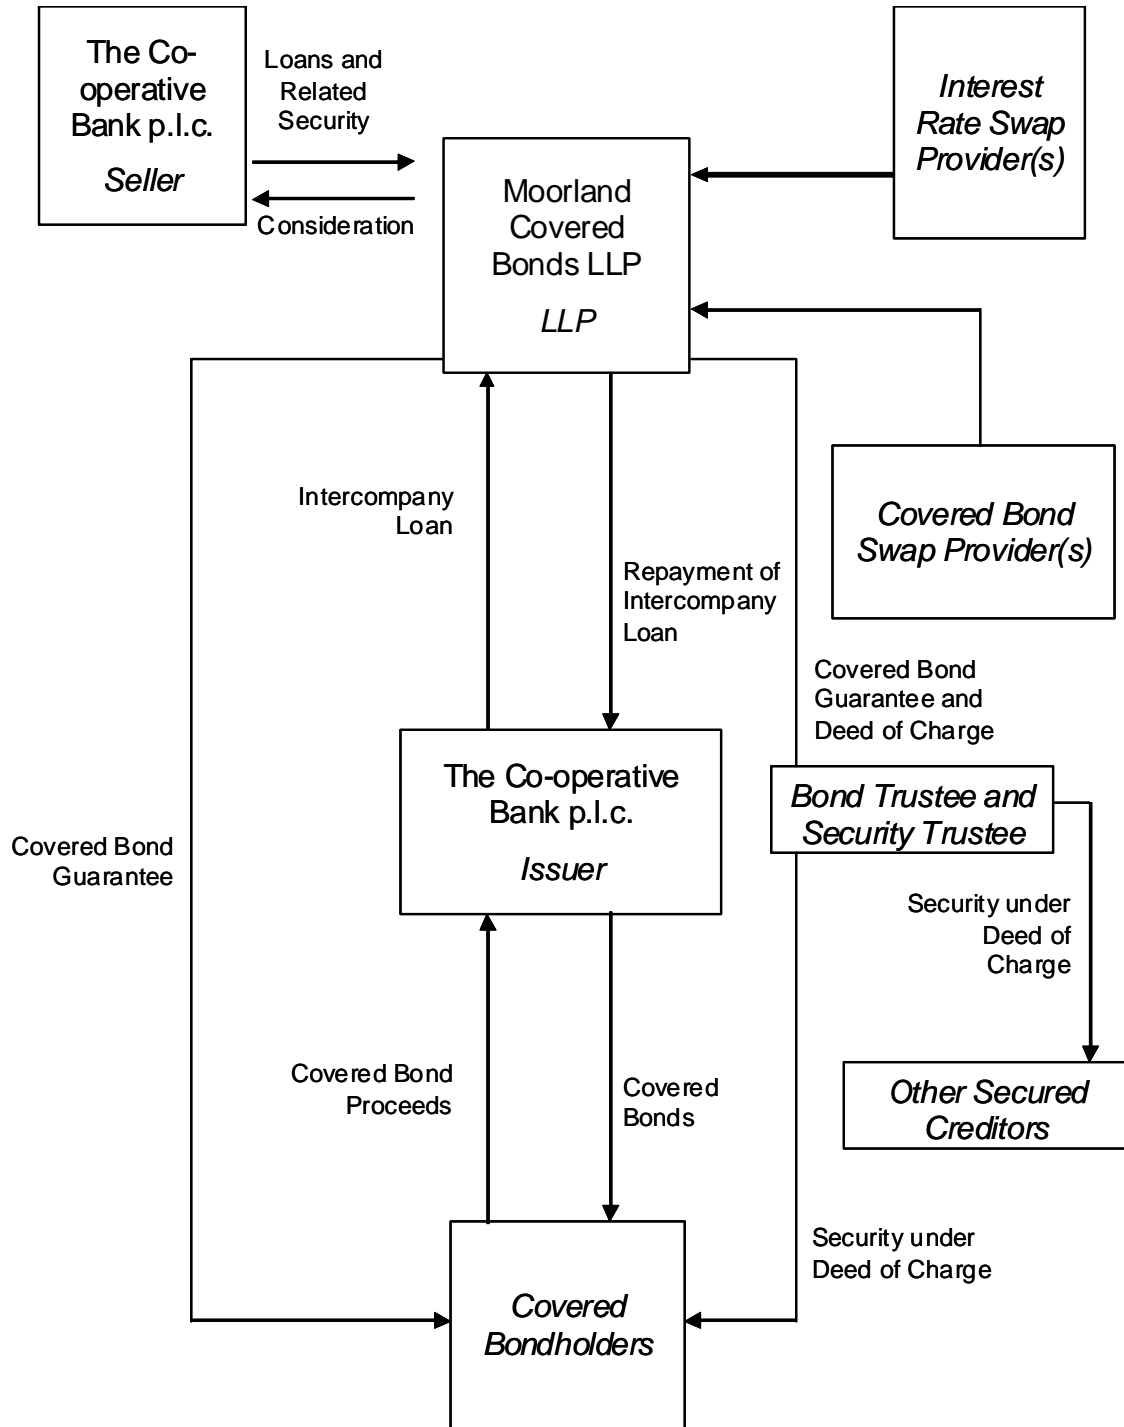 The Co-
operative
Bank p.l.c.
Seller
Loans and
Related
Security
Consideration
Moorland
Covered
Bonds LLP
LLP
Interest
Rate Swap
Provider(s)
Covered Bond
Swap Provider(s)
Intercompany
Loan
Repayment of
Intercompany
Loan
Covered Bond
Guarantee and
Deed of Charge
The Co-operative
Bank p.l.c.
Issuer
Bond Trustee and
Security Trustee
Covered Bond
Guarantee
Security under
Deed of
Charge
Covered Bond
Proceeds
Covered
Bonds
Other Secured
Creditors
Security under
Deed of Charge
Covered
Bondholders